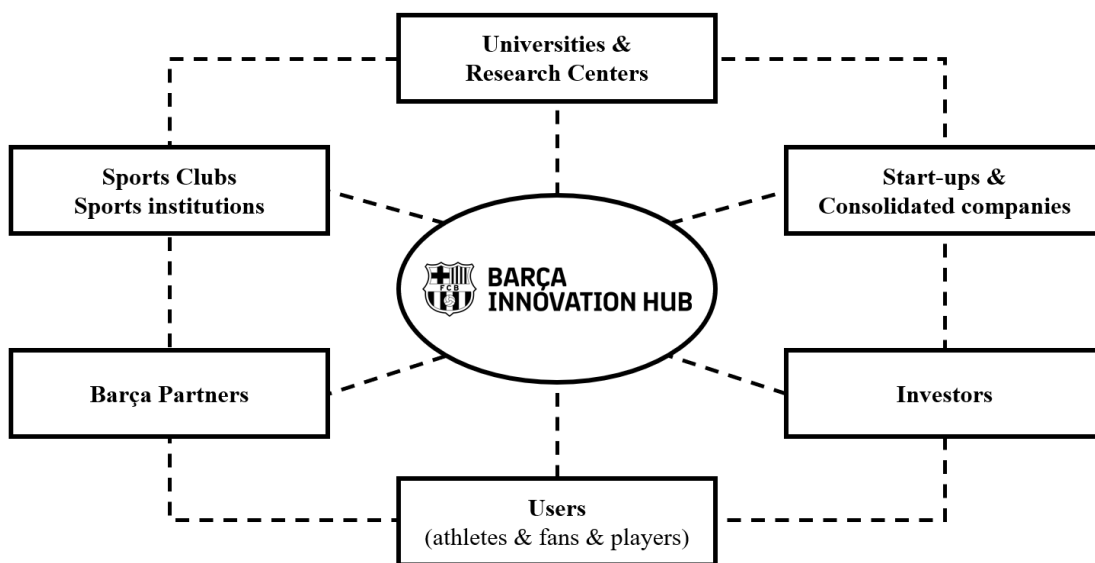 Universities &
Research Centers
Sports Clubs
Sports institutions
Start-ups &
Consolidated companies
FCB
BARÇA
INNOVATION HUB
Barça Partners
Investors
Users
(athletes & fans & players)